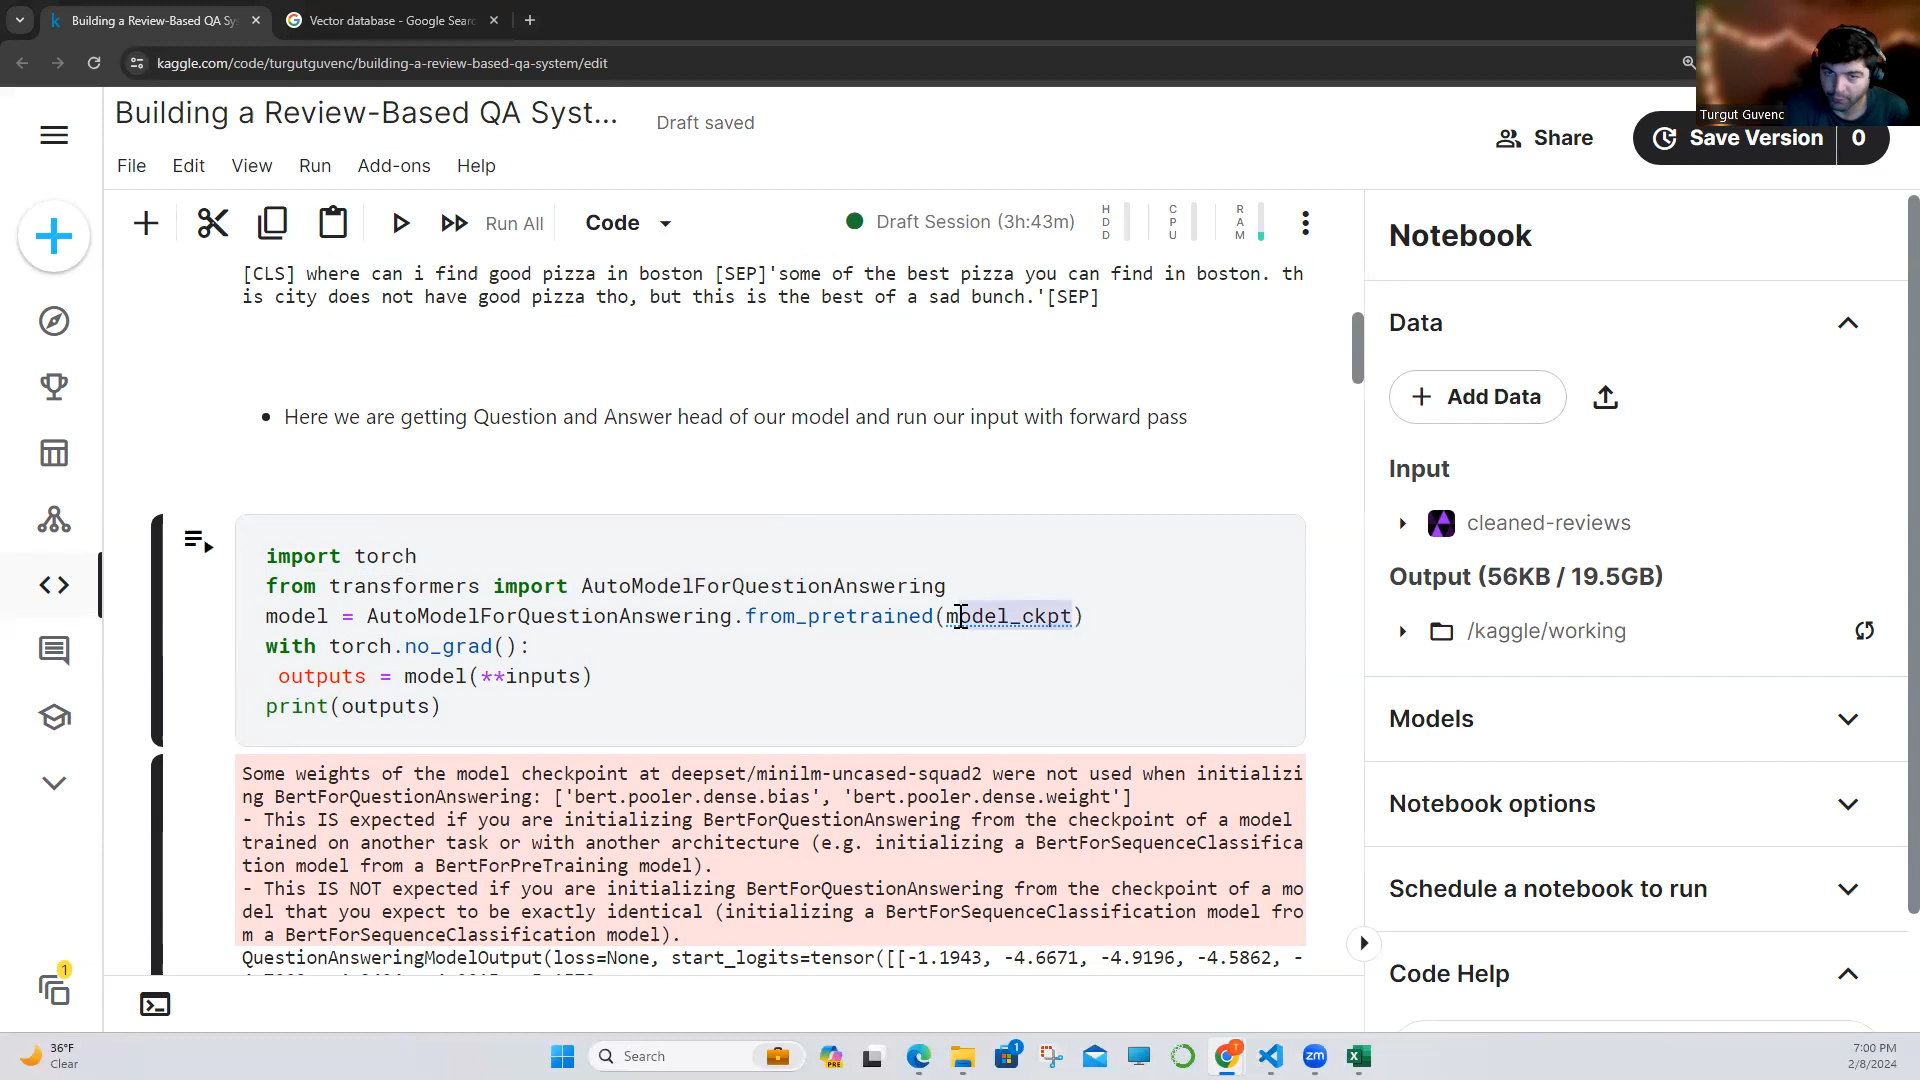 Building a Review-Based QA Sy
Vector database - Google Sear
kaggle.com/code/turgutguvenc/building-a-review-based-qa-system/edit
Turgut Guvenc
Building a Review-Based QA Syst...
Draft saved
Share
Save Version
0
File
Edit
View
Run
Add-ons
Help
Run All
Code
Draft Session (3h:43m)
HDD
CPU
RAM
[CLS] where can i find good pizza in boston [SEP]'some of the best pizza you can find in boston. th
is city does not have good pizza tho, but this is the best of a sad bunch.'[SEP]
Here we are getting Question and Answer head of our model and run our input with forward pass
import torch
from transformers import AutoModelForQuestionAnswering
model = AutoModelForQuestionAnswering.from_pretrained(model_ckpt)
with torch.no_grad():
outputs = model(**inputs)
print(outputs)
Some weights of the model checkpoint at deepset/minilm-uncased-squad2 were not used when initializi
ng BertForQuestionAnswering: ['bert.pooler.dense.bias', 'bert.pooler.dense.weight']
- This IS expected if you are initializing BertForQuestionAnswering from the checkpoint of a model
trained on another task or with another architecture (e.g. initializing a BertForSequenceClassifica
tion model from a BertForPreTraining model).
- This IS NOT expected if you are initializing BertForQuestionAnswering from the checkpoint of a mo
del that you expect to be exactly identical (initializing a BertForSequenceClassification model fro
m a BertForSequenceClassification model).
QuestionAnsweringModelOutput(loss=None, start_logits=tensor([[-1.1943, -4.6671, -4.9196, -4.5862, -
Notebook
Data
Add Data
Input
cleaned-reviews
Output (56KB / 19.5GB)
/kaggle/working
Models
Notebook options
Schedule a notebook to run
Code Help
1
36°F
Clear
Search
PRE
1
zm
7:00 PM
2/8/2024